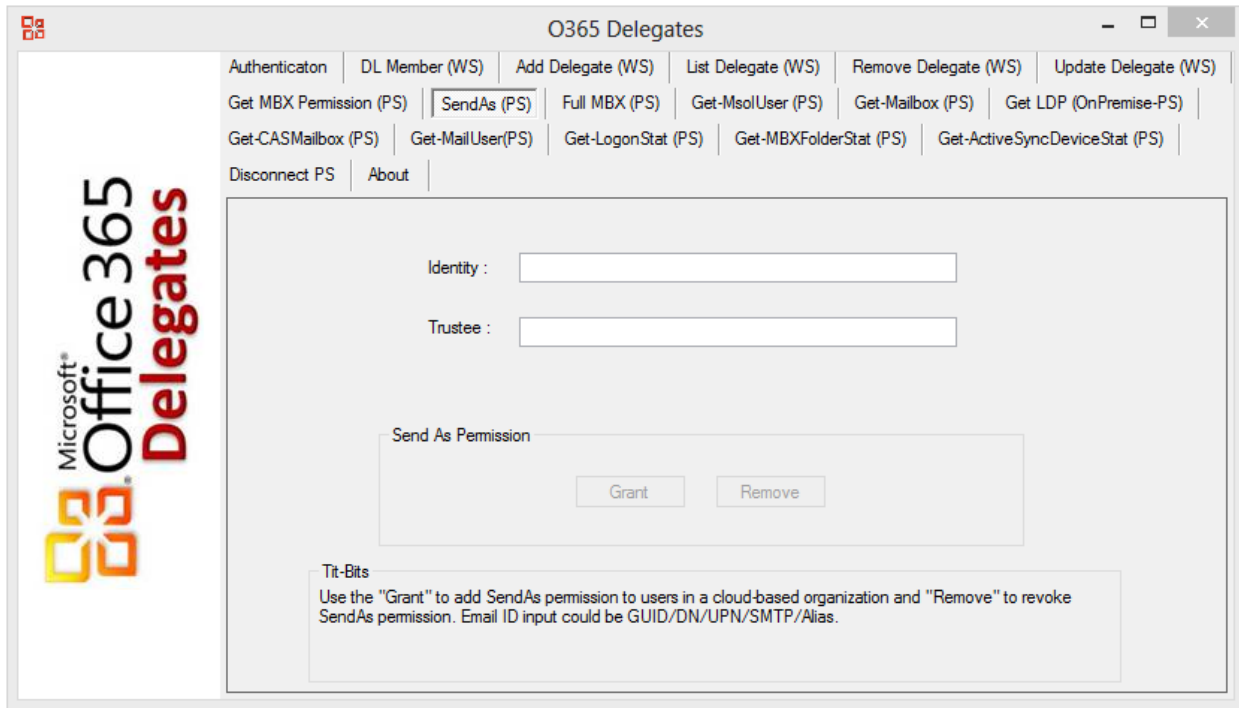 O365 Delegates
Authenticaton DL Member (WS) Add Delegate (WS) List Delegate (WS) Remove Delegate (WS) Update Delegate (WS)
Get MBX Permission (PS) SendAs (PS) Full MBX (PS) Get-MsolUser (PS) Get-Mailbox (PS) Get LDP (OnPremise-PS)
Get-CASMailbox (PS) Get-MailUser(PS) Get-LogonStat (PS) Get-MBXFolderStat (PS) Get-ActiveSyncDeviceStat (PS)
Disconnect PS About
Microsoft®
Office 365
Delegates
Identity :
Trustee :
Send As Permission
Grant Remove
Tit-Bits
Use the "Grant" to add SendAs permission to users in a cloud-based organization and "Remove" to revoke
SendAs permission. Email ID input could be GUID/DN/UPN/SMTP/Alias.